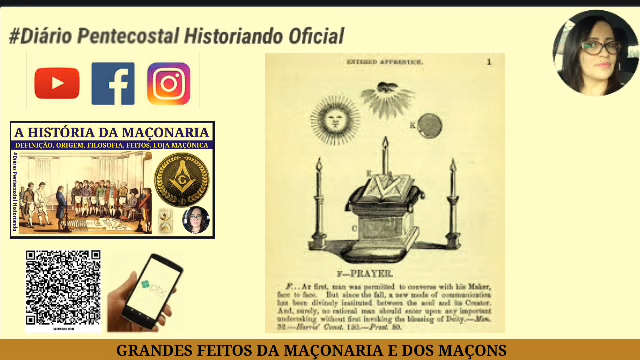 #Diário Pentecostal Historiando Oficial
A HISTÓRIA DA MAÇONARIA
DEFINIÇÃO, ORIGEM, FILOSOFIA, FEITOS, LOJA MAÇÔNICA
#Diário Pentecostal Historiando
G
ENTERED APPRENTICE. 1
K
K
C
F—PRAYER.
F...At first, man was permitted to converse with his Maker,
face to face. But since the fall, a new mode of communication
has been divinely instituted between the soul and its Creator.
And, surely, no rational man should enter upon any important
undertaking without first invoking the blessing of Deity.—Mon.
32.—Harris' Const. 150.—Prest. 50.
GRANDES FEITOS DA MAÇONARIA E DOS MAÇONS